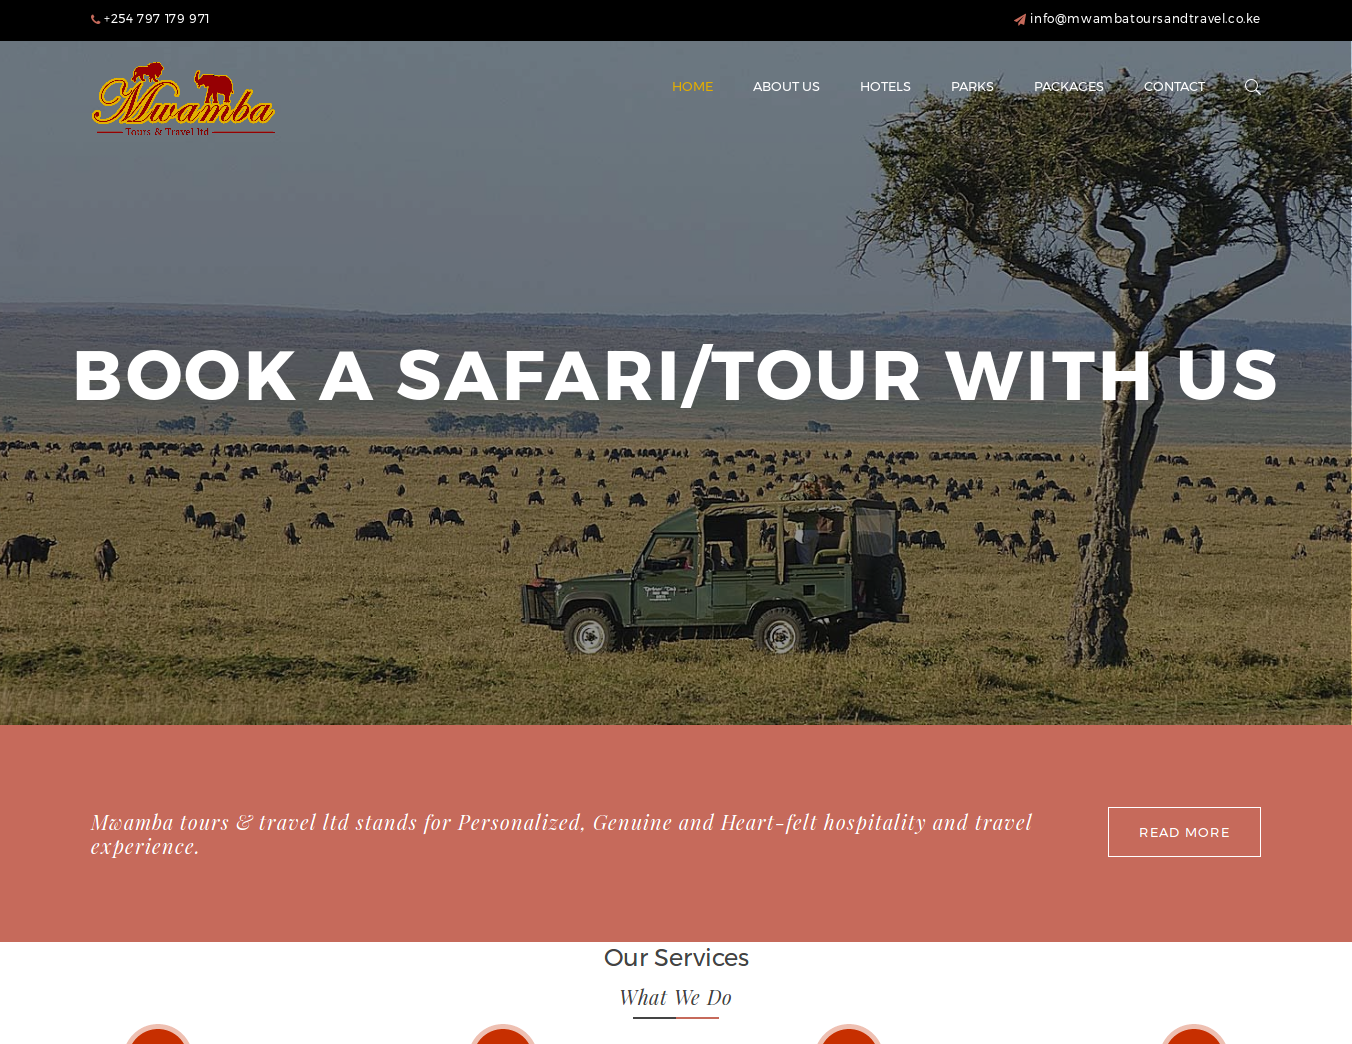 +254 797 179 971
info@mwambatoursandtravel.co.ke
Mwamba
Tours & Travel ltd
HOME
ABOUT US
HOTELS
PARKS
PACKAGES
CONTACT
BOOK A SAFARI/TOUR WITH US
Mwamba tours & travel ltd stands for Personalized, Genuine and Heart-felt hospitality and travel
experience.
READ MORE
Our Services
What We Do